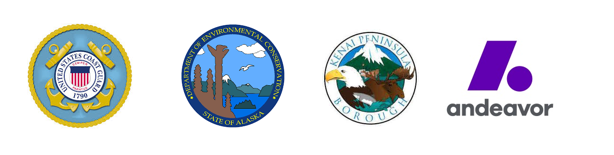 UNITED STATES COAST GUARD
1790
DEPARTMENT OF ENVIRONMENTAL CONSERVATION
STATE OF ALASKA
KENAI PENINSULA
BOROUGH
andeavor